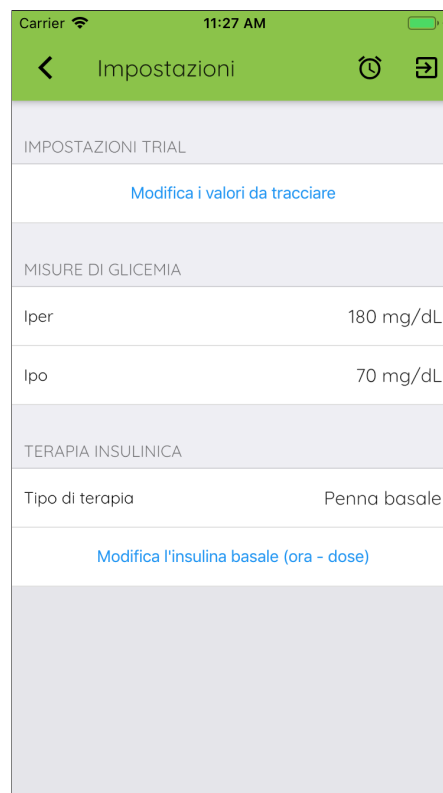 Carrier 11:27 AM
Impostazioni
IMPOSTAZIONI TRIAL
Modifica i valori da tracciare
MISURE DI GLICEMIA
Iper 180 mg/dL
Ipo 70 mg/dL
TERAPIA INSULINICA
Tipo di terapia Penna basale
Modifica l'insulina basale (ora - dose)